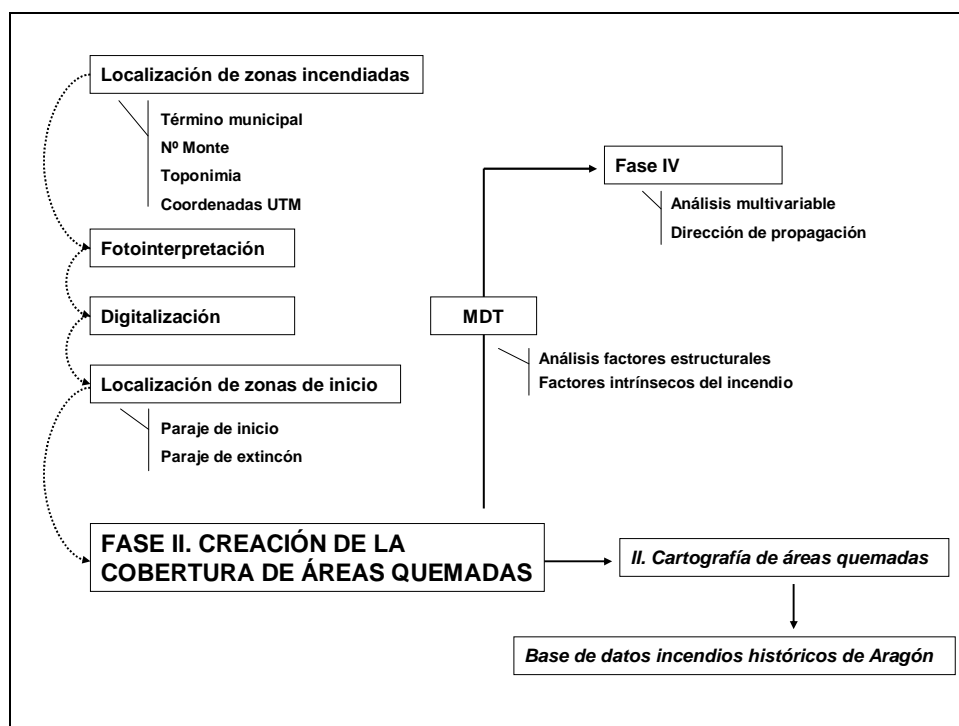 Localización de zonas incendiadas
Término municipal
Nº Monte
Toponimia
Coordenadas UTM
Fotointerpretación
Digitalización
Localización de zonas de inicio
Paraje de inicio
Paraje de extincón
FASE II. CREACIÓN DE LA
COBERTURA DE ÁREAS QUEMADAS
Fase IV
Análisis multivariable
Dirección de propagación
MDT
Análisis factores estructurales
Factores intrínsecos del incendio
II. Cartografía de áreas quemadas
Base de datos incendios históricos de Aragón